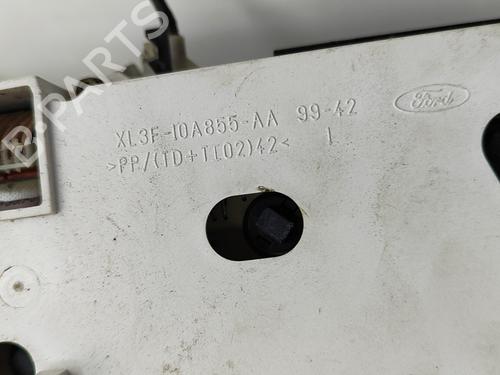 B-PARTS
XL3F-10A855-AA 99-42
>PP/(TD+TI02)42< 1
Ford